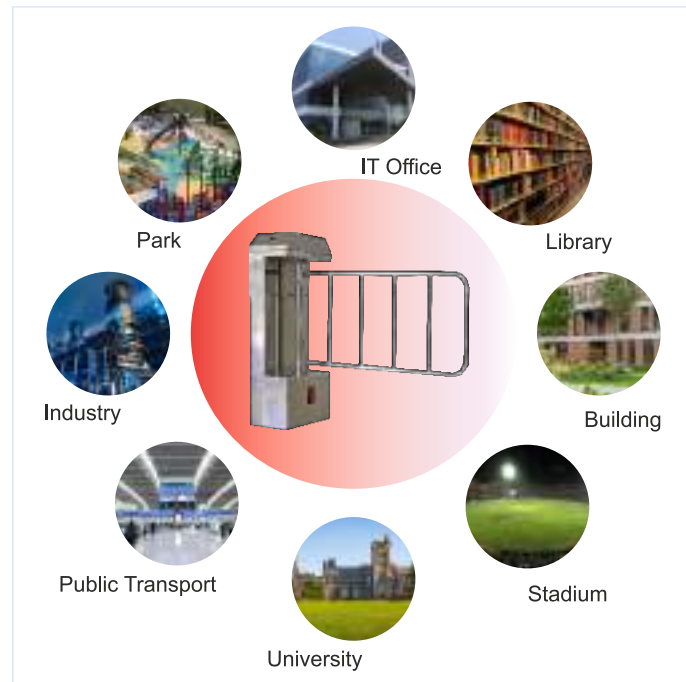 IT Office
Park
Library
Industry
Building
Public Transport
Stadium
University